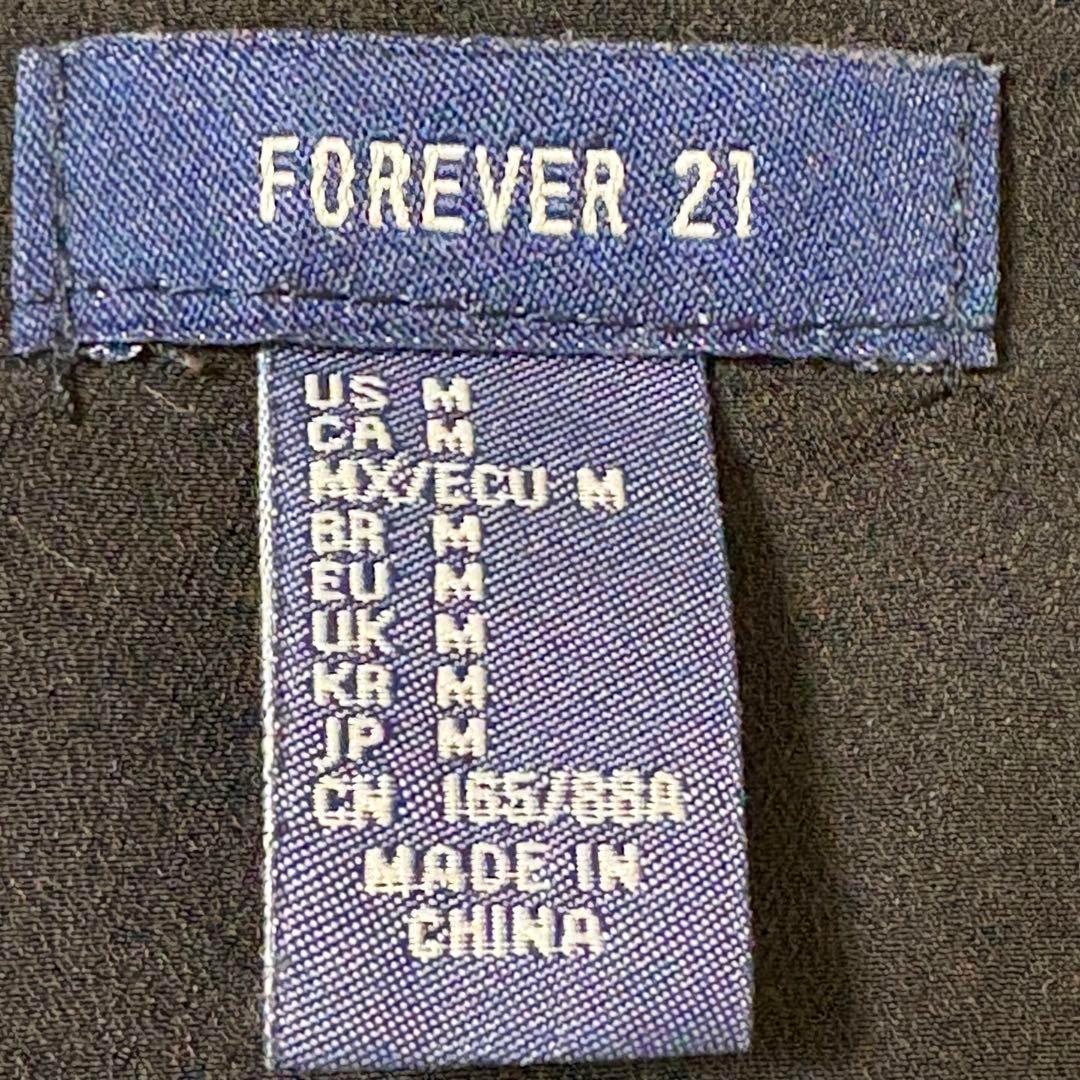 FOREVER 21
US M
CA M
MX/ECU M
BR M
EU M
UK M
KR M
JP M
CN 165/88A
MADE IN
CHINA